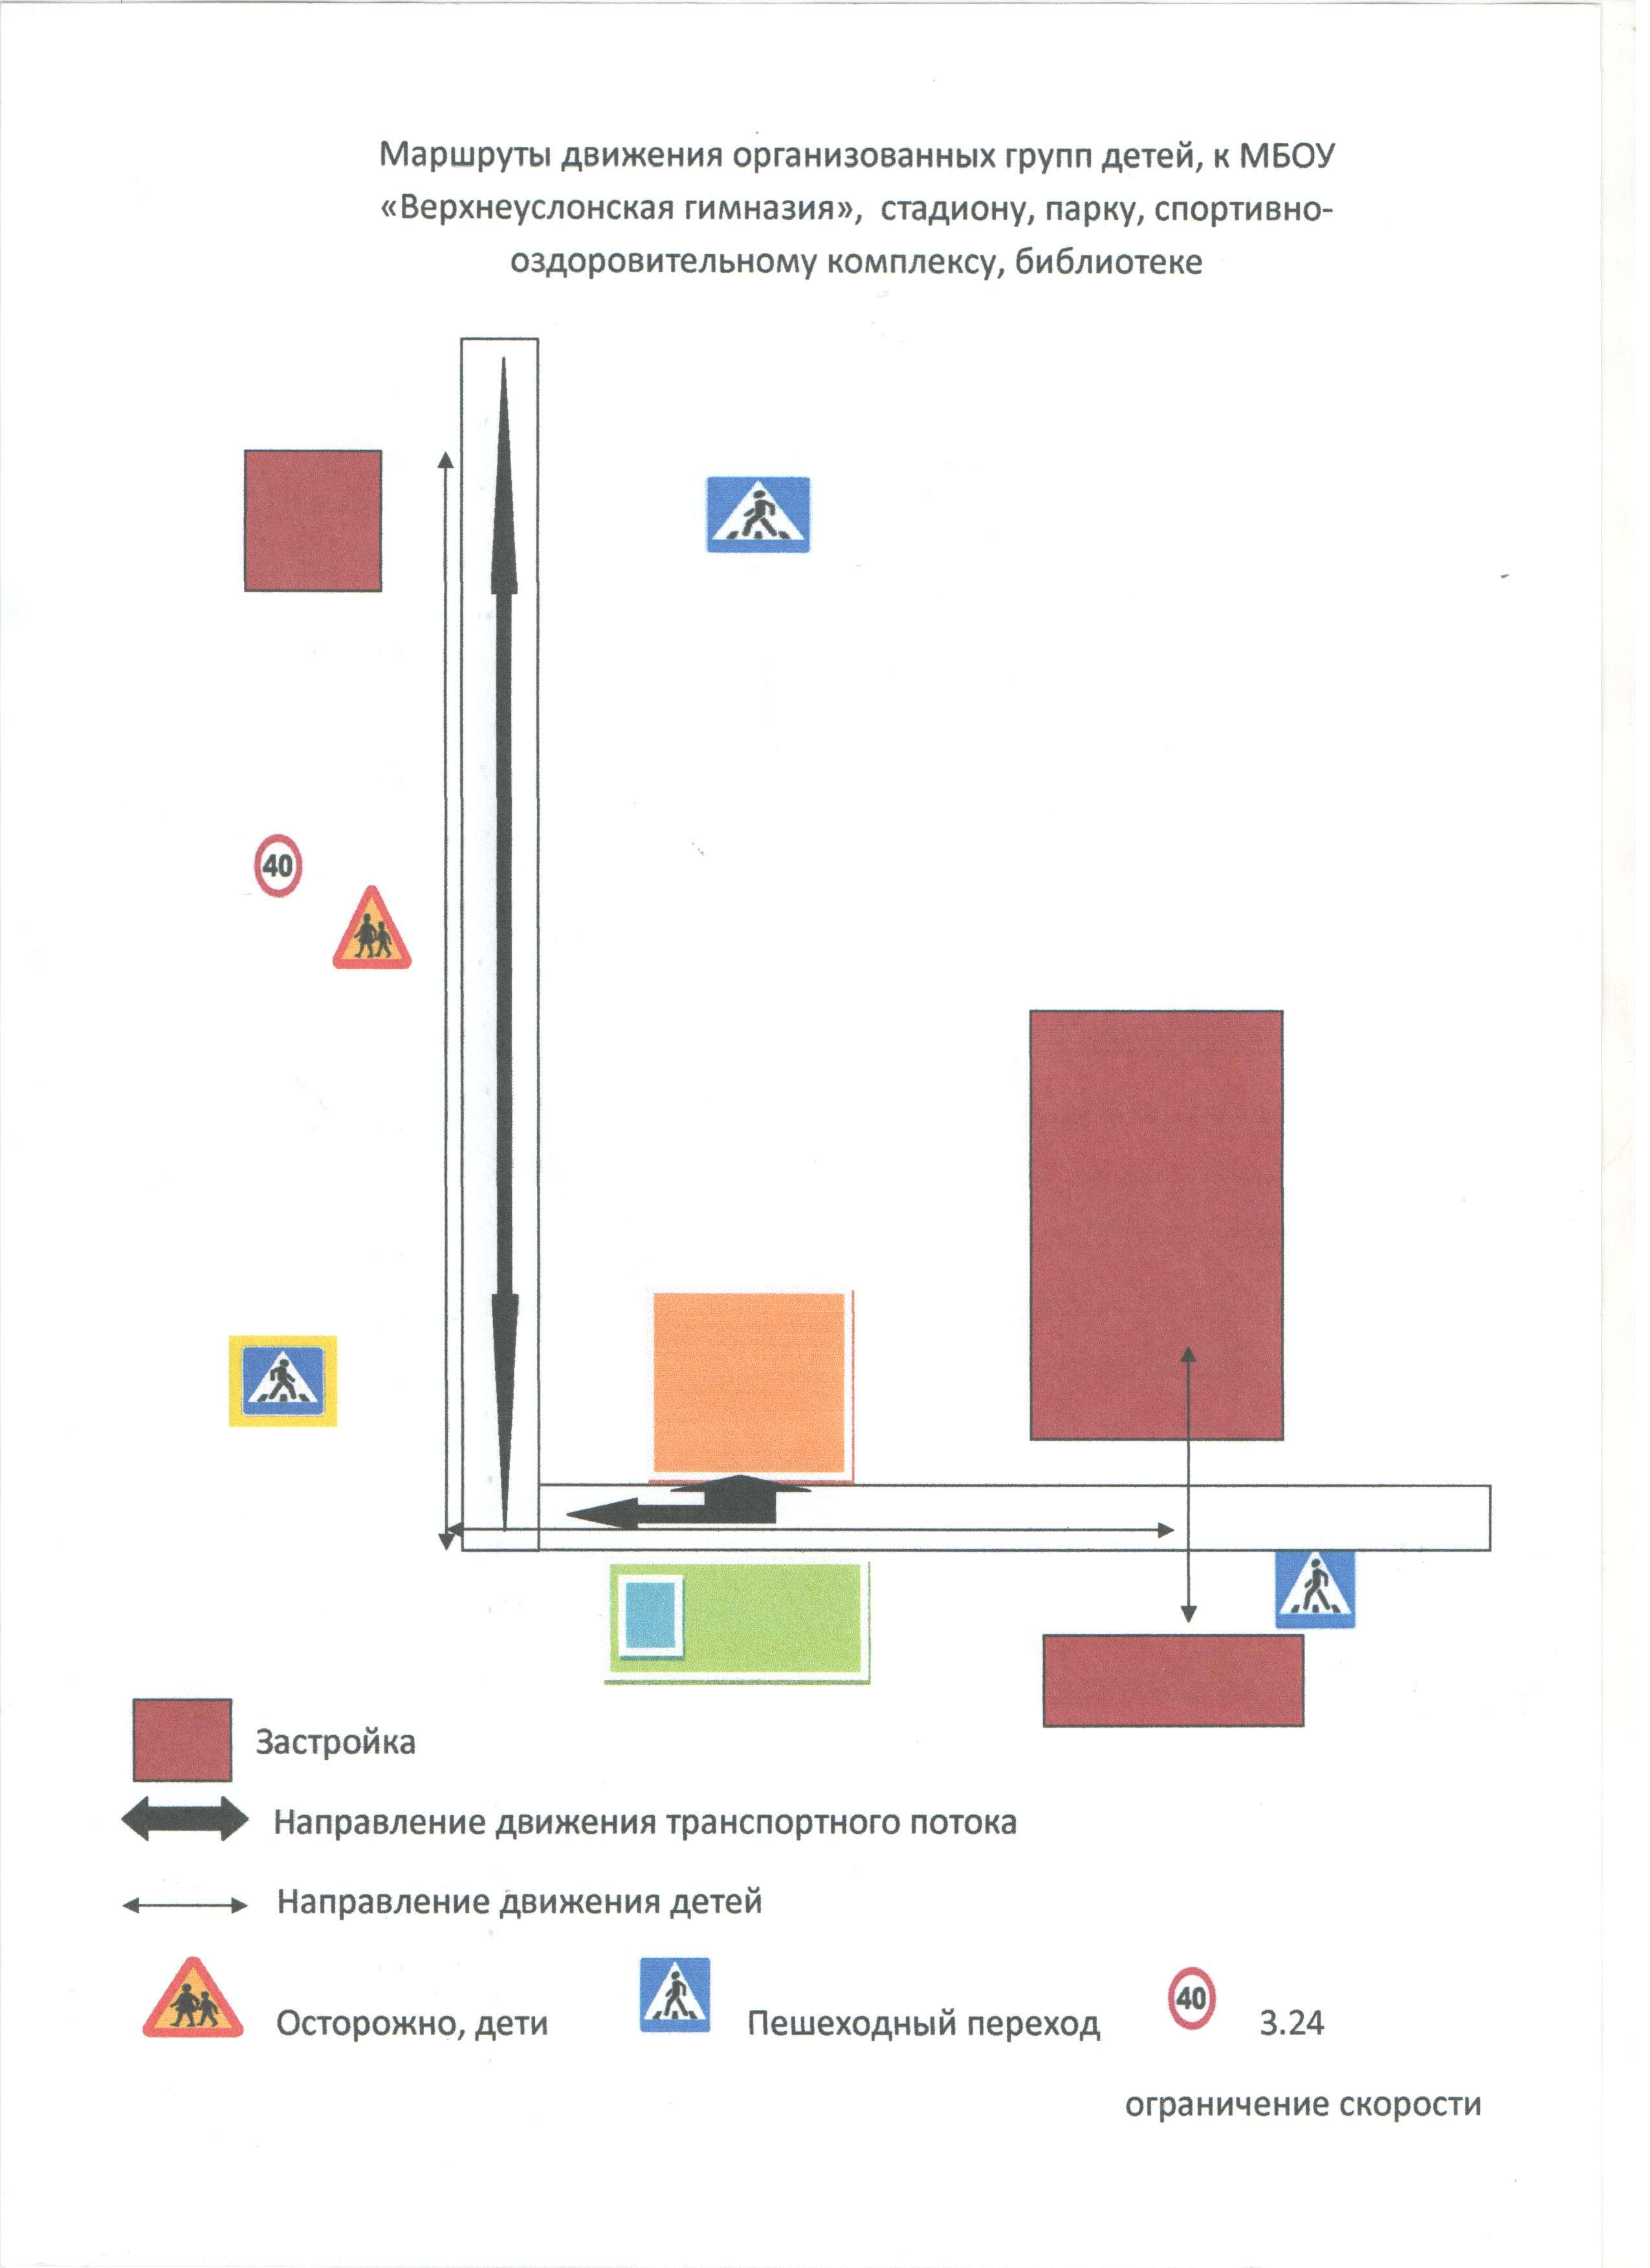 Маршруты движения организованных групп детей, к МБОУ
«Верхнеуслонская гимназия», стадиону, парку, спортивно-
оздоровительному комплексу, библиотеке
40
Застройка
Направление движения транспортного потока
Направление движения детей
Осторожно, дети
Пешеходный переход
40
3.24
ограничение скорости